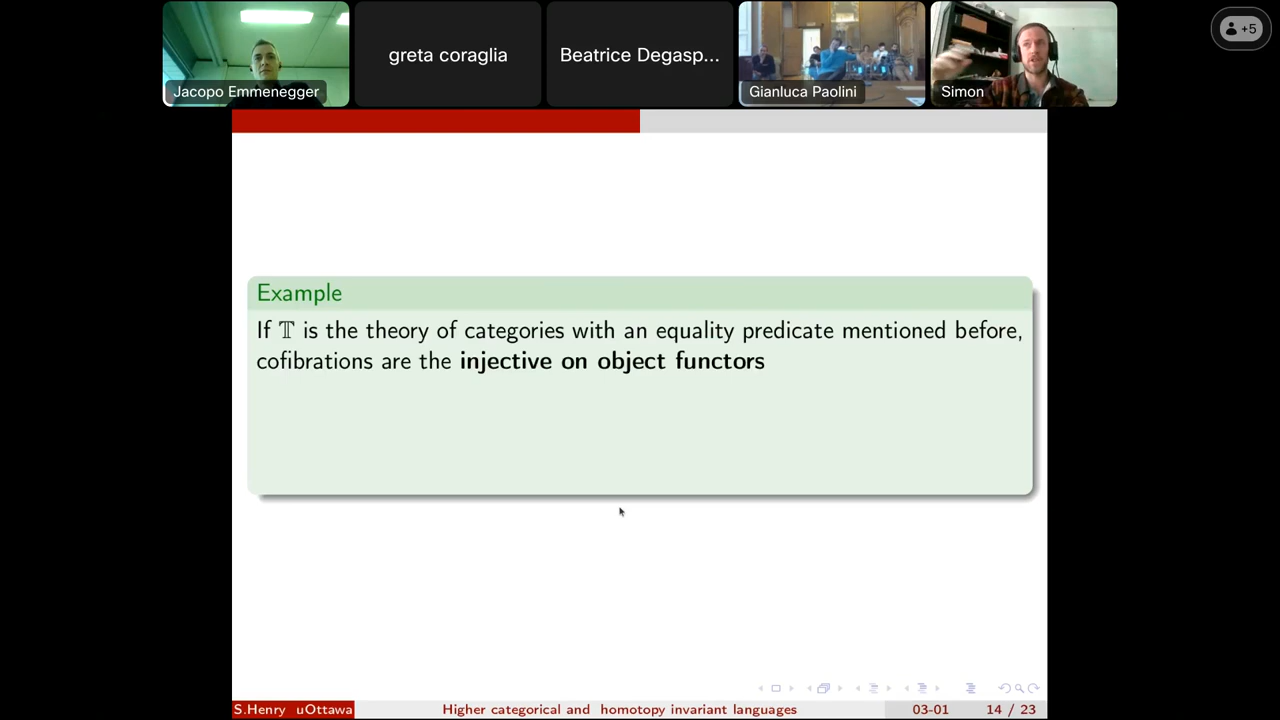 Jacopo Emmenegger
greta coraglia
Beatrice Degasp...
Gianluca Paolini
Simon
+5
Example
If 𝕋 is the theory of categories with an equality predicate mentioned before,
cofibrations are the injective on object functors
S.Henry uOttawa
Higher categorical and homotopy invariant languages
03-01
14 / 23